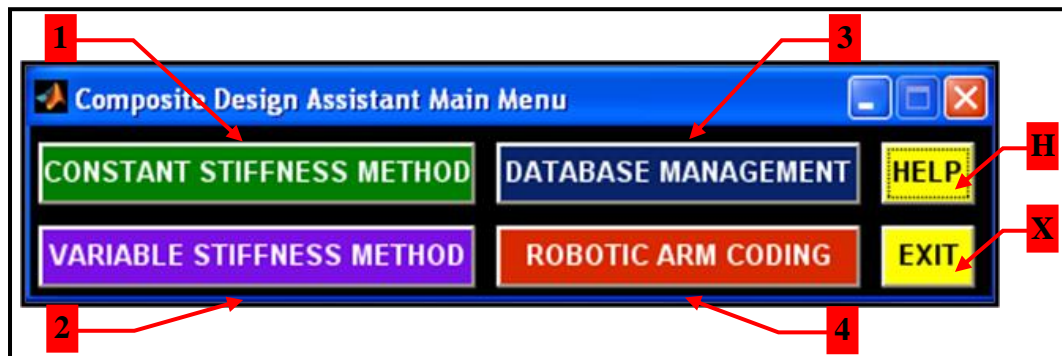 1
3
Composite Design Assistant Main Menu
H
CONSTANT STIFFNESS METHOD
DATABASE MANAGEMENT
HELP
X
VARIABLE STIFFNESS METHOD
ROBOTIC ARM CODING
EXIT
2
4